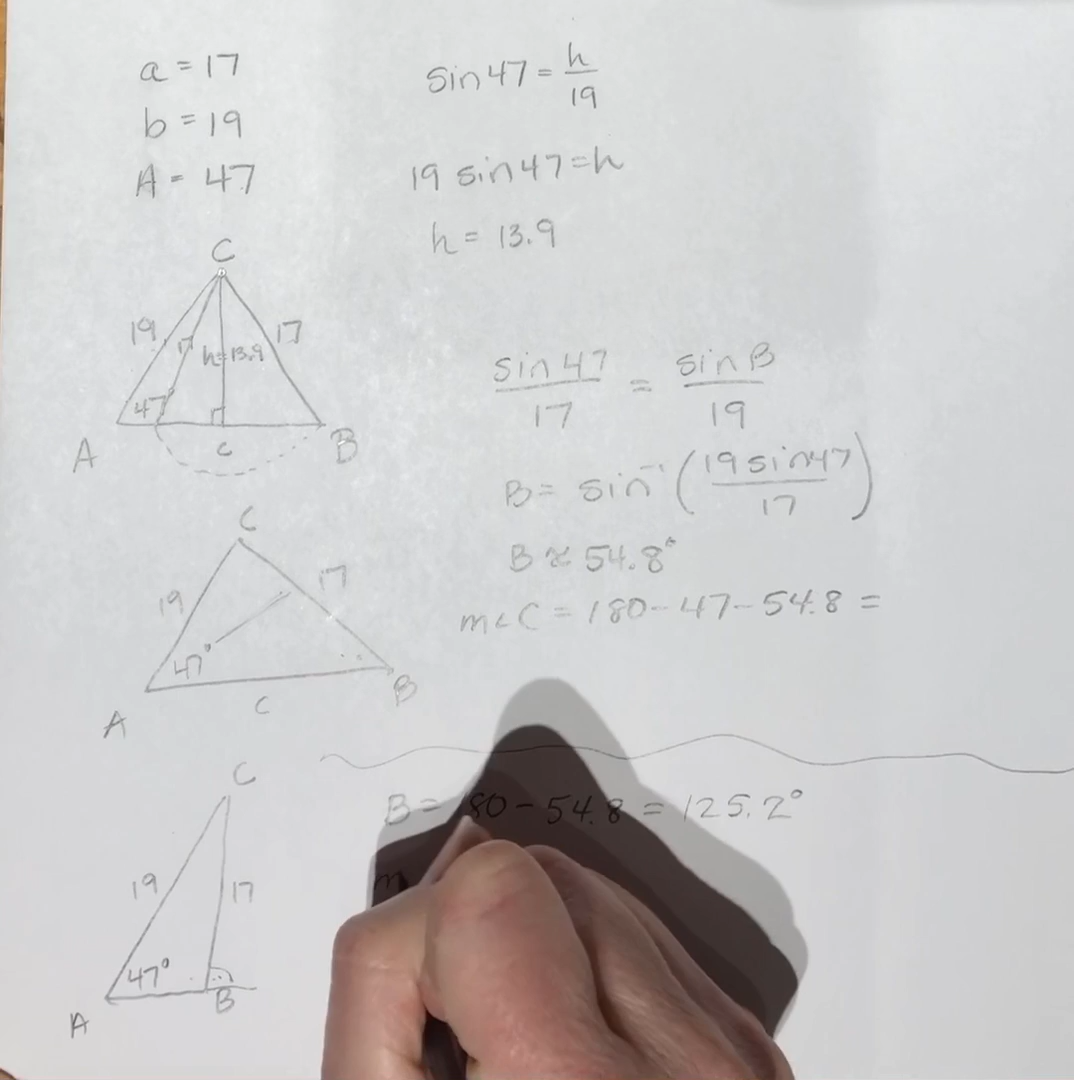 a = 17
b = 19
A = 47
sin 47 = h/19
19 sin 47 = h
h = 13.9
C
19 17 h=13.9 17
47
A c B
sin 47/17 = sin B/19
B = sin⁻¹(19 sin 47/17)
B ≈ 54.8°
m∠C = 180 - 47 - 54.8 =
C
19 17
47°
A c B
B = 180 - 54.8 = 125.2°
m
C
19 17
47°
A B